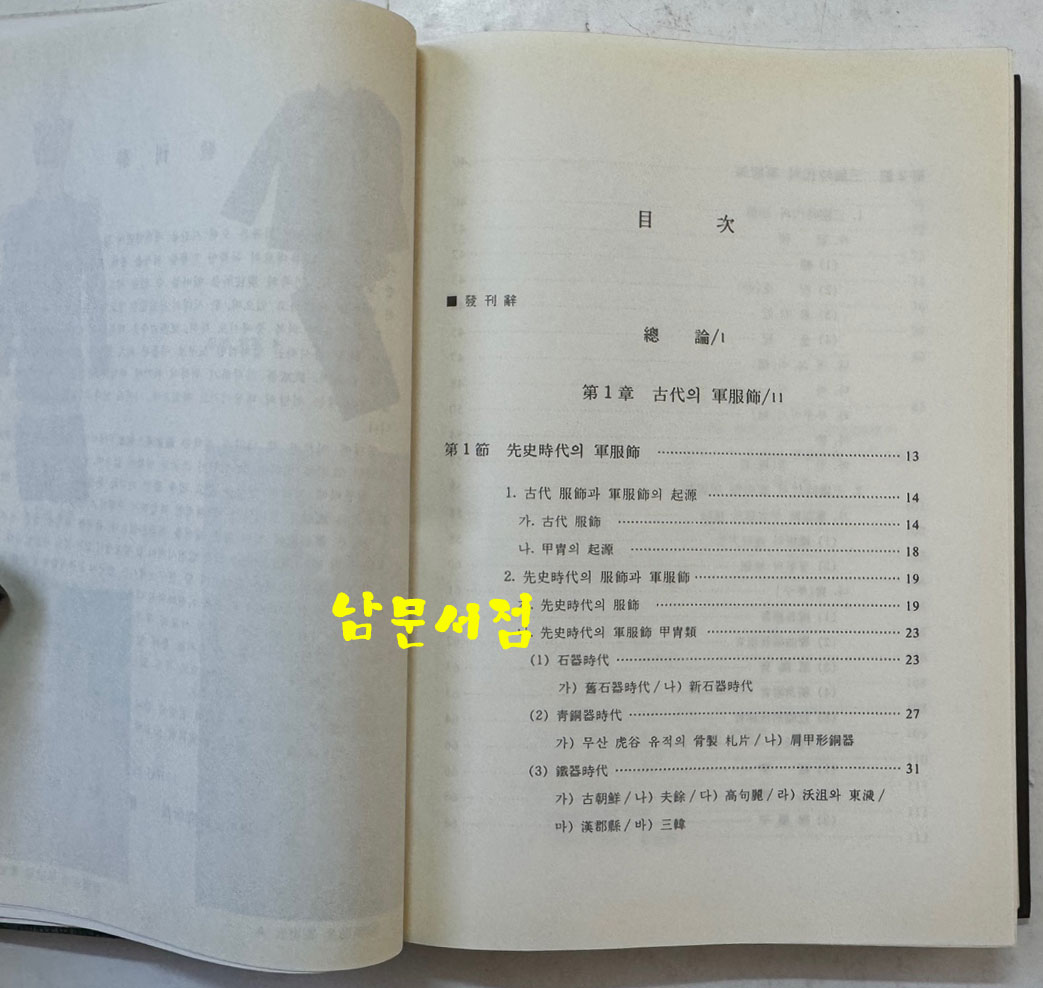 目 次
■ 發刊辭
總 論/1
第1章 古代의 軍服飾/11
第1節 先史時代의 軍服飾 13
1. 古代 服飾과 軍服飾의 起源 14
가. 古代 服飾 14
나. 甲冑의 起源 18
2. 先史時代의 服飾과 軍服飾 19
先史時代의 服飾 19
先史時代의 軍服飾 甲冑類 23
(1) 石器時代 23
가) 舊石器時代/나) 新石器時代
(2) 靑銅器時代 27
가) 무산 虎谷 유적의 骨製 札片/나) 肩甲形銅器
(3) 鐵器時代 31
가) 古朝鮮/나) 夫餘/다) 高句麗/라) 沃沮와 東濊/
마) 漢郡縣/바) 三韓
남문서점